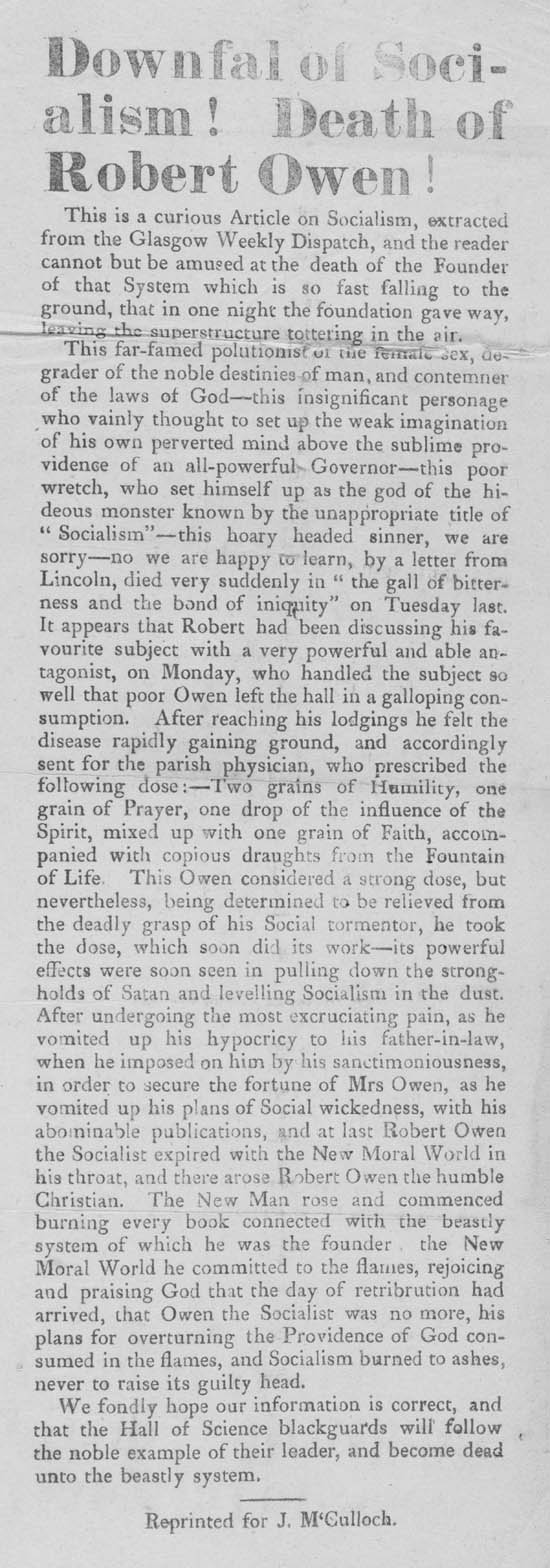 Downfal of Soci-
alism! Death of
Robert Owen!
This is a curious Article on Socialism, extracted
from the Glasgow Weekly Dispatch, and the reader
cannot but be amused at the death of the Founder
of that System which is so fast falling to the
ground, that in one night the foundation gave way,
leaving the superstructure tottering in the air.
This far-famed polutionist of the female sex, de-
grader of the noble destinies of man, and contemner
of the laws of God—this insignificant personage
who vainly thought to set up the weak imagination
of his own perverted mind above the sublime pro-
vidence of an all-powerful Governor—this poor
wretch, who set himself up as the god of the hi-
deous monster known by the unappropriate title of
“ Socialism”—this hoary headed sinner, we are
sorry—no we are happy to learn, by a letter from
Lincoln, died very suddenly in “ the gall of bitter-
ness and the bond of iniquity” on Tuesday last.
It appears that Robert had been discussing his fa-
vourite subject with a very powerful and able an-
tagonist, on Monday, who handled the subject so
well that poor Owen left the hall in a galloping con-
sumption. After reaching his lodgings he felt the
disease rapidly gaining ground, and accordingly
sent for the parish physician, who prescribed the
following dose:—Two grains of Humility, one
grain of Prayer, one drop of the influence of the
Spirit, mixed up with one grain of Faith, accom-
panied with copious draughts from the Fountain
of Life. This Owen considered a strong dose, but
nevertheless, being determined to be relieved from
the deadly grasp of his Social tormentor, he took
the dose, which soon did its work—its powerful
effects were soon seen in pulling down the strong-
holds of Satan and levelling Socialism in the dust.
After undergoing the most excruciating pain, as he
vomited up his hypocricy to his father-in-law,
when he imposed on him by his sanctimoniousness,
in order to secure the fortune of Mrs Owen, as he
vomited up his plans of Social wickedness, with his
abominable publications, and at last Robert Owen
the Socialist expired with the New Moral World in
his throat, and there arose Robert Owen the humble
Christian. The New Man rose and commenced
burning every book connected with the beastly
system of which he was the founder . the New
Moral World he committed to the flames, rejoicing
and praising God that the day of retribrution had
arrived, that Owen the Socialist was no more, his
plans for overturning the Providence of God con-
sumed in the flames, and Socialism burned to ashes,
never to raise its guilty head.
We fondly hope our information is correct, and
that the Hall of Science blackguards will follow
the noble example of their leader, and become dead
unto the beastly system.
Reprinted for J. M‘Culloch.